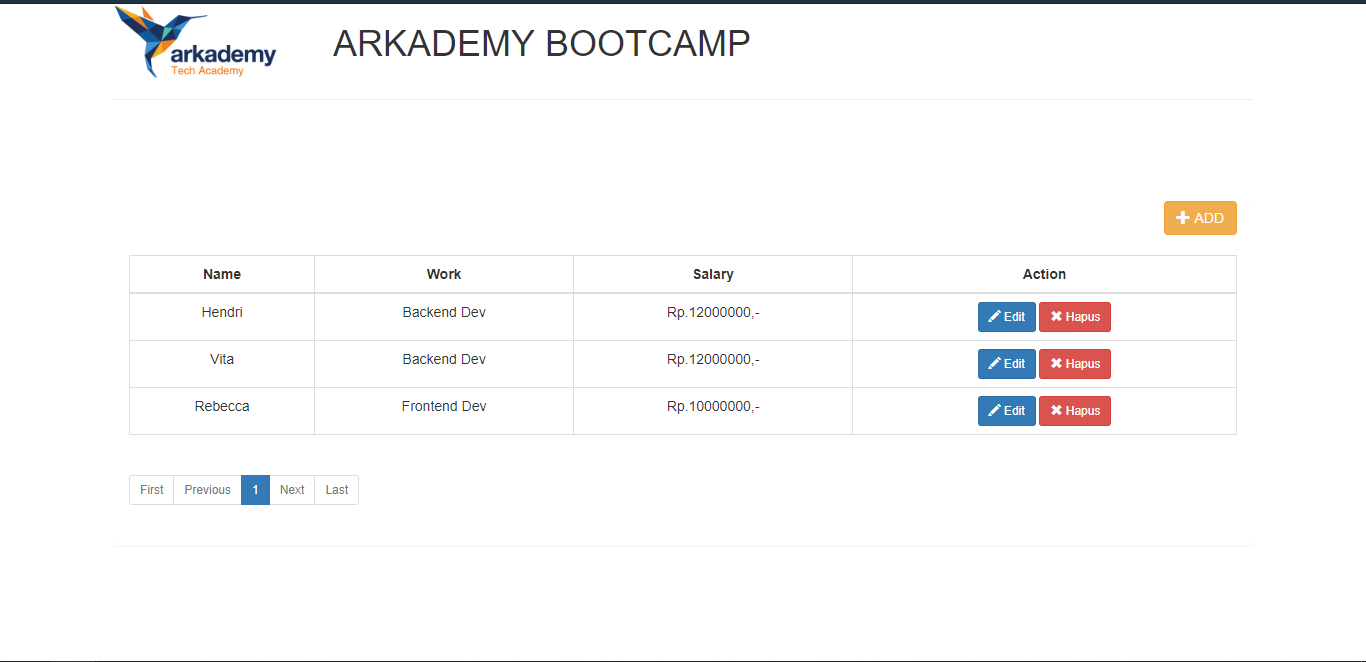 arkademy
Tech Academy
ARKADEMY BOOTCAMP
ADD
Name Work Salary Action
Hendri Backend Dev Rp.12000000,- Edit Hapus
Vita Backend Dev Rp.12000000,- Edit Hapus
Rebecca Frontend Dev Rp.10000000,- Edit Hapus
First Previous 1 Next Last